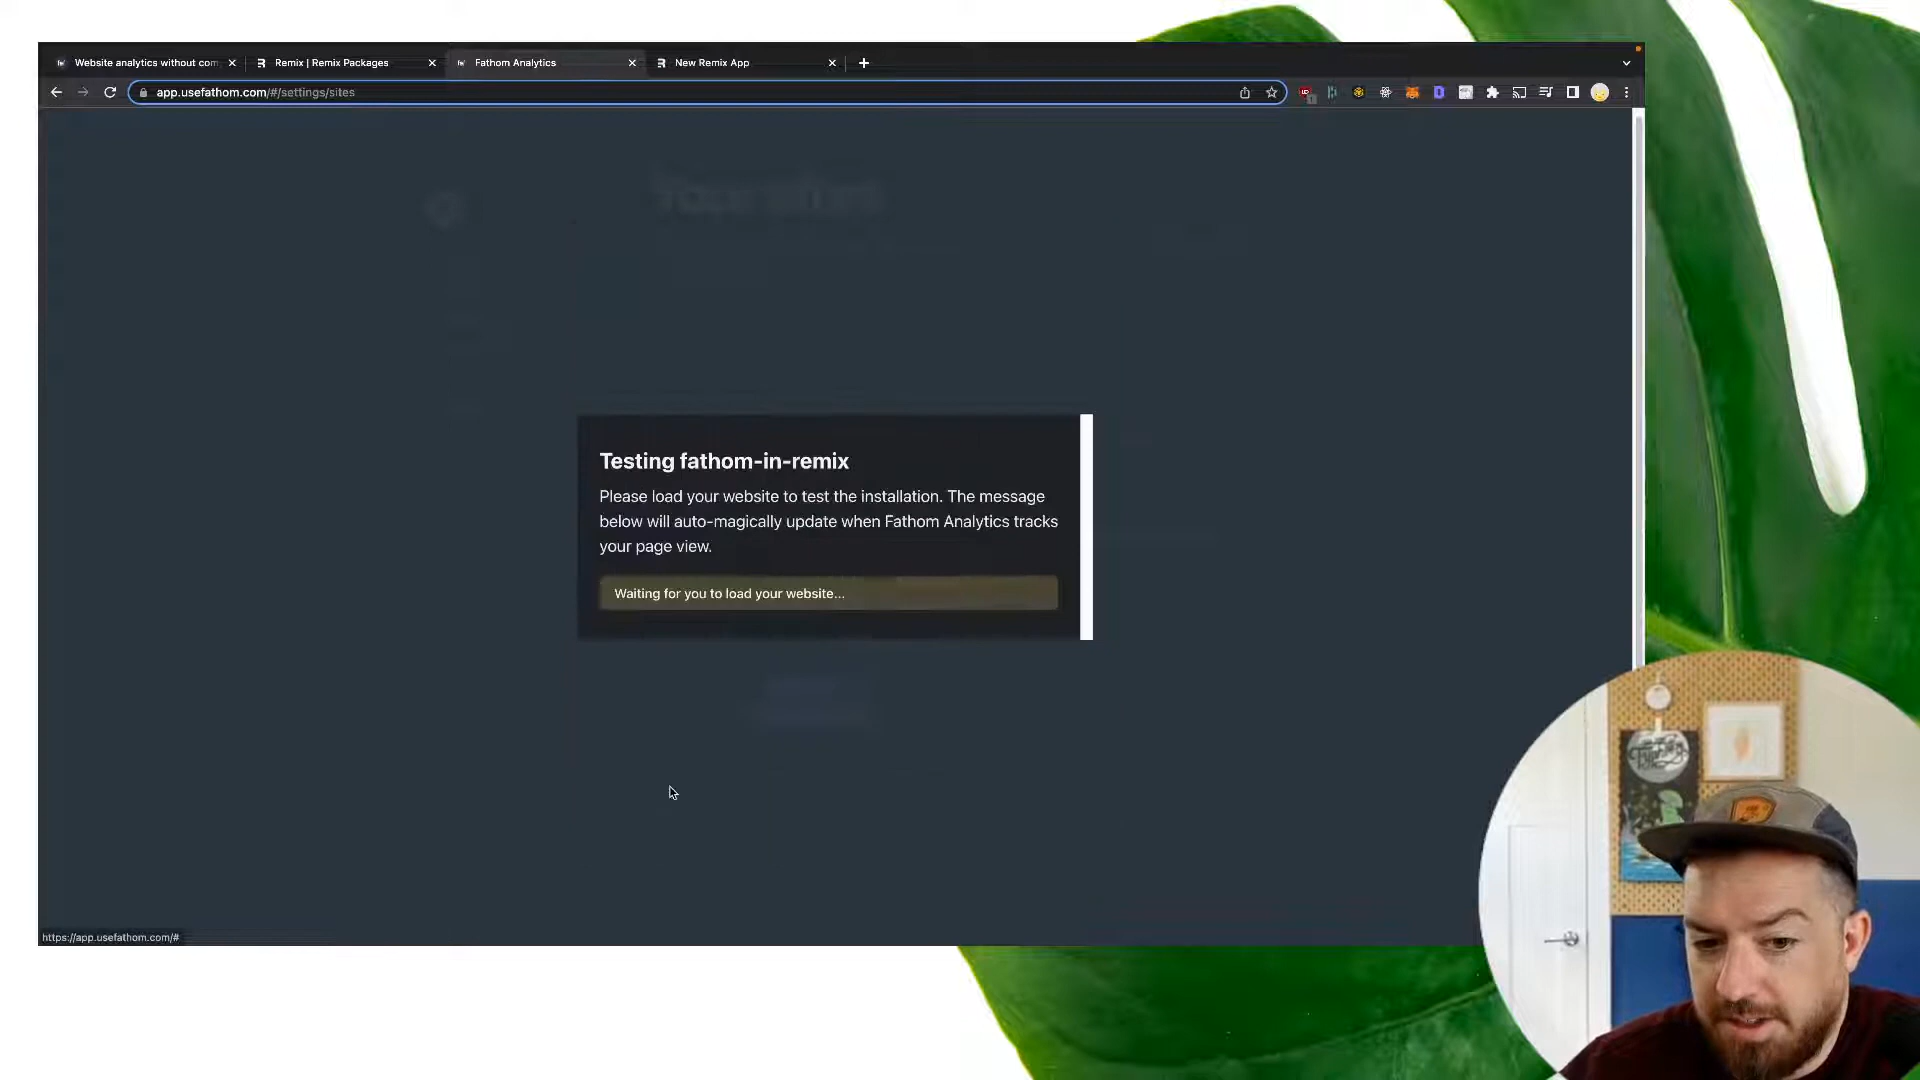 Website analytics without com
Remix | Remix Packages
Fathom Analytics
New Remix App
app.usefathom.com/#/settings/sites
Testing fathom-in-remix
Please load your website to test the installation. The message
below will auto-magically update when Fathom Analytics tracks
your page view.
Waiting for you to load your website...
https://app.usefathom.com/#